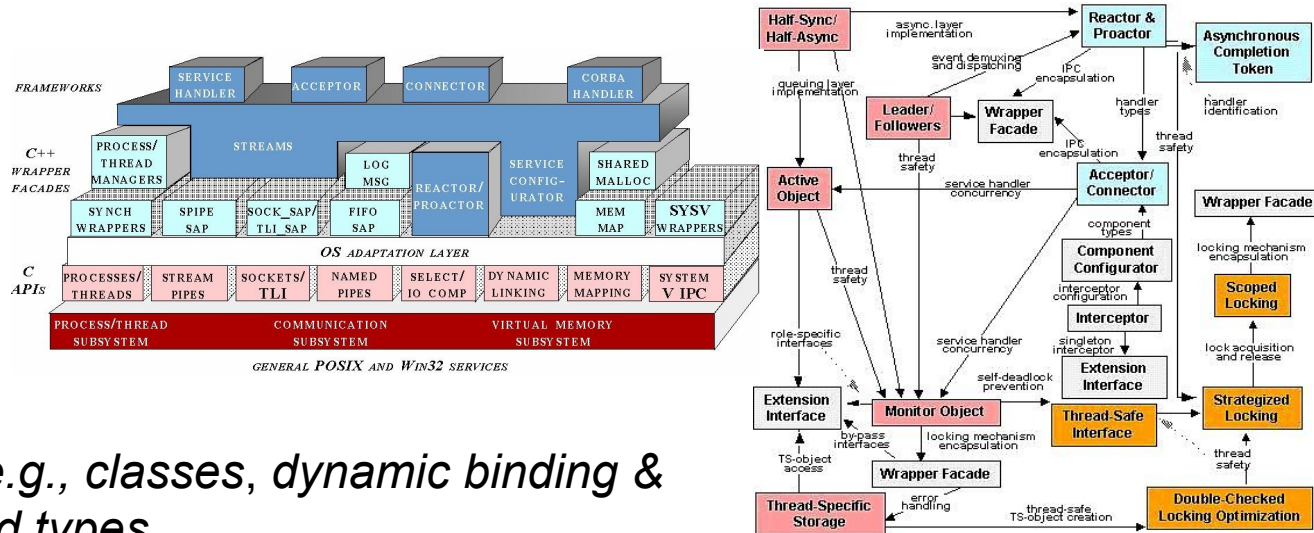 FRAMEWORKS
SERVICE
HANDLER
ACCEPTOR
CONNECTOR
CORBA
HANDLER
C++
WRAPPER
FACADES
PROCESS/
THREAD
MANAGERS
STREAMS
LOG
MSG
REACTOR/
PROACTOR
SERVICE
CONFIG-
URATOR
SHARED
MALLOC
SYNCH
WRAPPERS
SPIPE
SAP
SOCK_SAP/
TLI_SAP
FIFO
SAP
MEM
MAP
SYSV
WRAPPERS
OS ADAPTATION LAYER
C
APIS
PROCESSES/
THREADS
STREAM
PIPES
SOCKETS/
TLI
NAMED
PIPES
SELECT/
IO COMP
DYNAMIC
LINKING
MEMORY
MAPPING
SYSTEM
V IPC
PROCESS/THREAD
SUBSYSTEM
COMMUNICATION
SUBSYSTEM
VIRTUAL MEMORY
SUBSYSTEM
GENERAL POSIX AND WIN32 SERVICES
e.g., classes, dynamic binding &
d types
Half-Sync/
Half-Async
async. layer
implementation
Reactor &
Proactor
Asynchronous
Completion
Token
event demuxing
and dispatching
IPC
encapsulation
queuing layer
implementation
handler
identification
Leader/
Followers
Wrapper
Facade
handler
types
thread
safety
IPC
encapsulation
thread
safety
Active
Object
service handler
concurrency
Acceptor/
Connector
Wrapper Facade
component
types
locking mechanism
encapsulation
Component
Configurator
thread
safety
interceptor
configuration
Scoped
Locking
Interceptor
role-specific
interfaces
service handler
concurrency
singleton
interceptor
lock acquisition
and release
Extension
Interface
self-deadlock
prevention
Extension
Interface
Monitor Object
Thread-Safe
Interface
Strategized
Locking
by-pass
interfaces
locking mechanism
encapsulation
TS-object
access
Wrapper Facade
thread
safety
error
handling
Thread-Specific
Storage
thread-safe
TS-object creation
Double-Checked
Locking Optimization